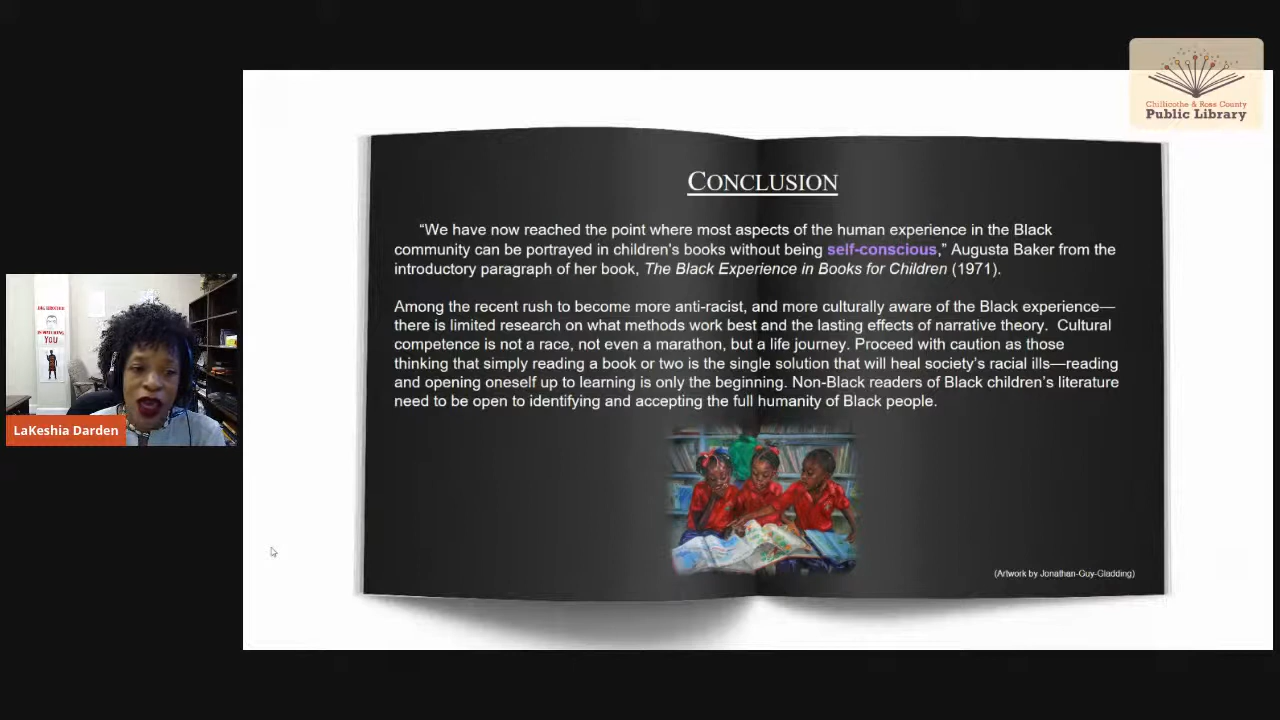 Chillicothe & Ross County
Public Library
CONCLUSION
“We have now reached the point where most aspects of the human experience in the Black
community can be portrayed in children's books without being self-conscious,” Augusta Baker from the
introductory paragraph of her book, The Black Experience in Books for Children (1971).
Among the recent rush to become more anti-racist, and more culturally aware of the Black experience—
there is limited research on what methods work best and the lasting effects of narrative theory. Cultural
competence is not a race, not even a marathon, but a life journey. Proceed with caution as those
thinking that simply reading a book or two is the single solution that will heal society’s racial ills—reading
and opening oneself up to learning is only the beginning. Non-Black readers of Black children’s literature
need to be open to identifying and accepting the full humanity of Black people.
(Artwork by Jonathan-Guy-Gladding)
BIG BROTHER
IS WATCHING
YOU
LaKeshia Darden